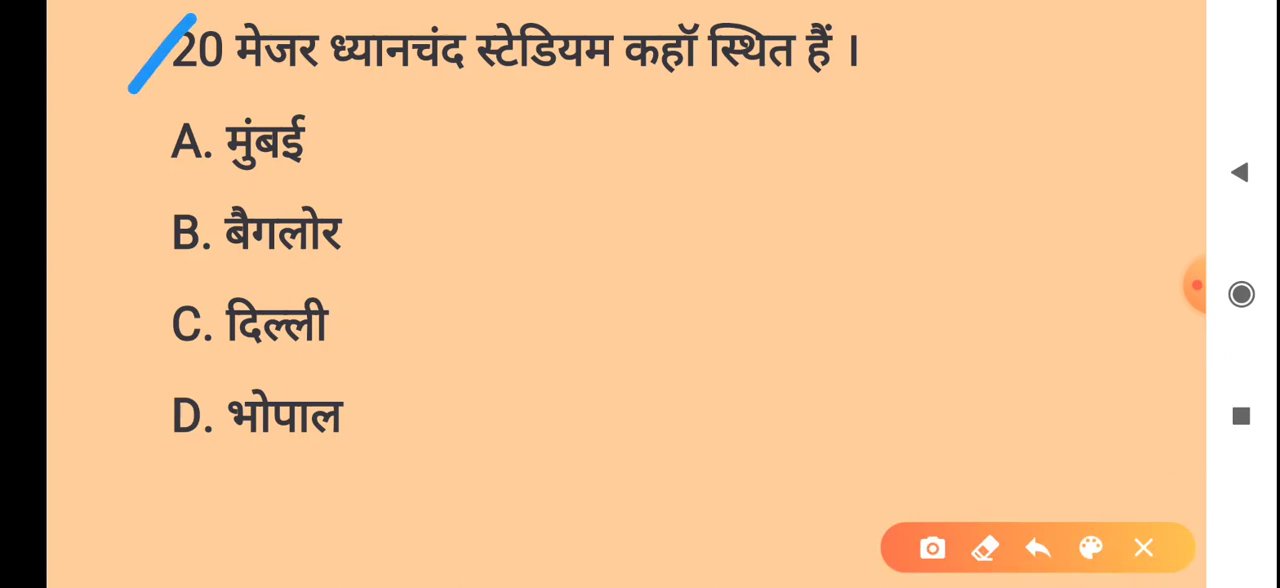 20 मेजर ध्यानचंद स्टेडियम कहॉ स्थित हैं ।
A. मुंबई
B. बैगलोर
C. दिल्ली
D. भोपाल